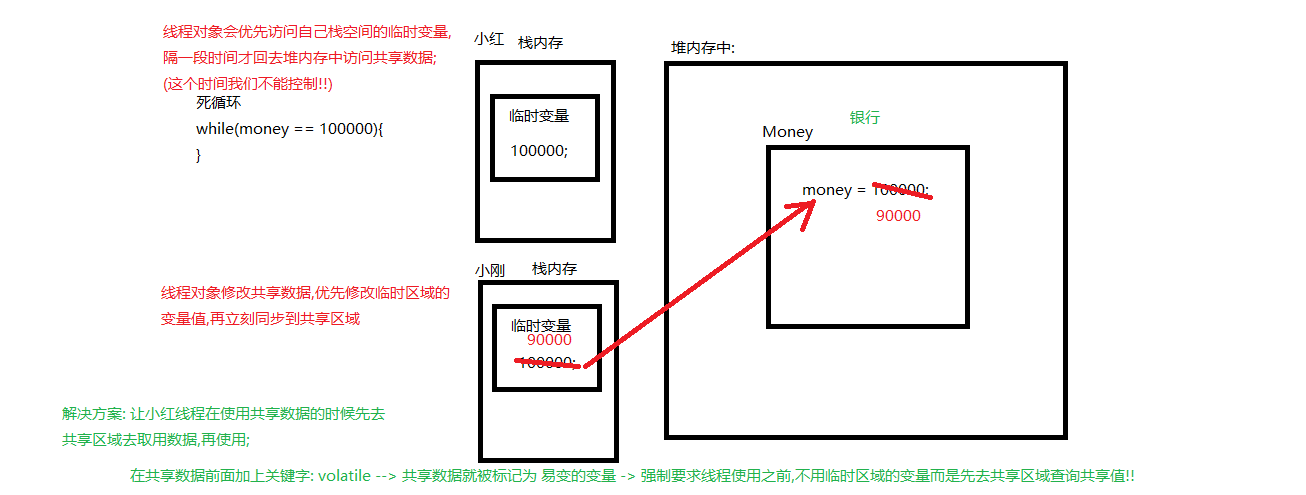 线程对象会优先访问自己栈空间的临时变量,
隔一段时间才回去堆内存中访问共享数据;
(这个时间我们不能控制!!)
死循环
while(money == 100000){
}
小红 栈内存
临时变量
100000;
堆内存中:
银行
Money
money = 100000;
90000
小刚 栈内存
临时变量
90000
100000;
线程对象修改共享数据,优先修改临时区域的
变量值,再立刻同步到共享区域
解决方案: 让小红线程在使用共享数据的时候先去
共享区域去取用数据,再使用;
在共享数据前面加上关键字: volatile --> 共享数据就被标记为 易变的变量 -> 强制要求线程使用之前,不用临时区域的变量而是先去共享区域查询共享值!!